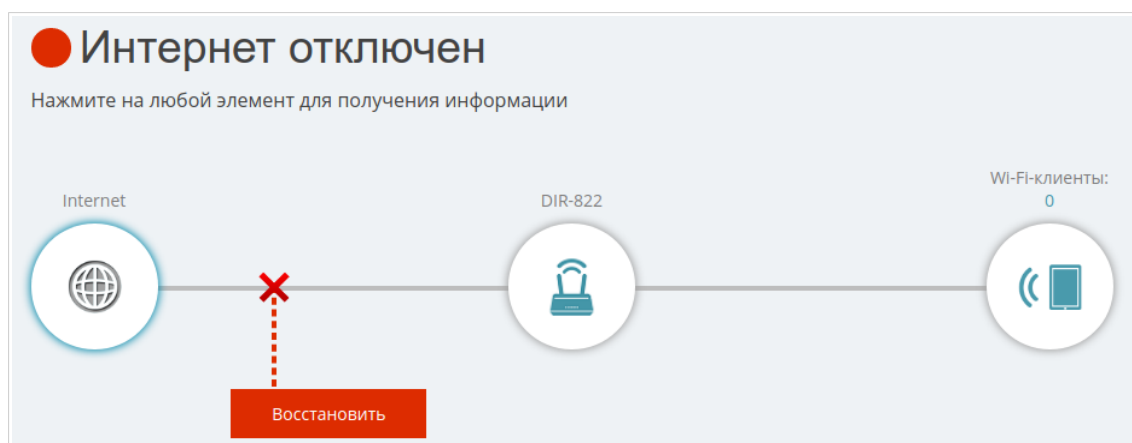 Интернет отключен
Нажмите на любой элемент для получения информации
Wi-Fi-клиенты:
Internet
DIR-822
0
Восстановить